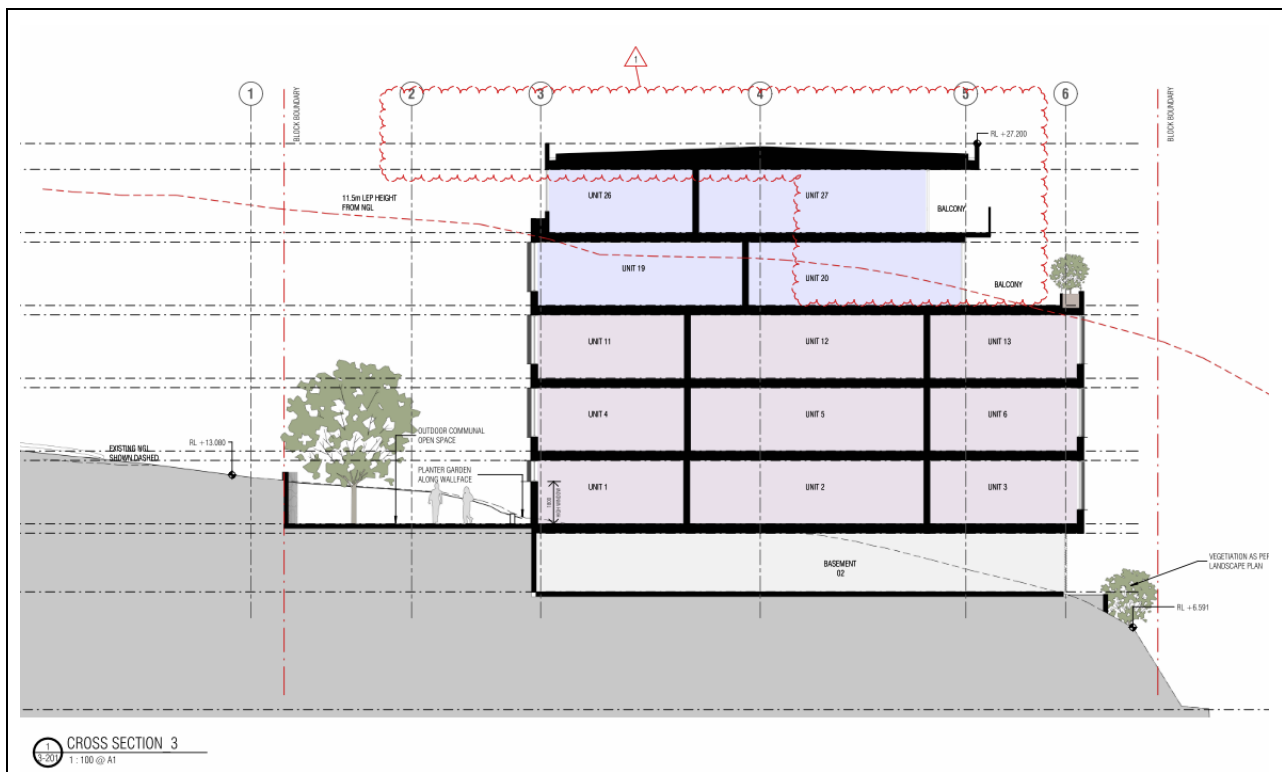 1
1
2
3
4
5
6
BLOCK BOUNDARY
BLOCK BOUNDARY
RL +27.200
11.5m LEP HEIGHT
FROM NGL
UNIT 26
UNIT 27
BALCONY
UNIT 19
UNIT 20
BALCONY
UNIT 11
UNIT 12
UNIT 13
UNIT 4
UNIT 5
UNIT 6
OUTDOOR COMMUNAL
OPEN SPACE
RL +13.080
EXISTING NGL
SHOWN DASHED
PLANTER GARDEN
ALONG WALLFACE
UNIT 1
UNIT 2
UNIT 3
BASEMENT
02
VEGETIATION AS PER
LANDSCAPE PLAN
RL +6.591
1
3-201
CROSS SECTION 3
1 : 100 @ A1